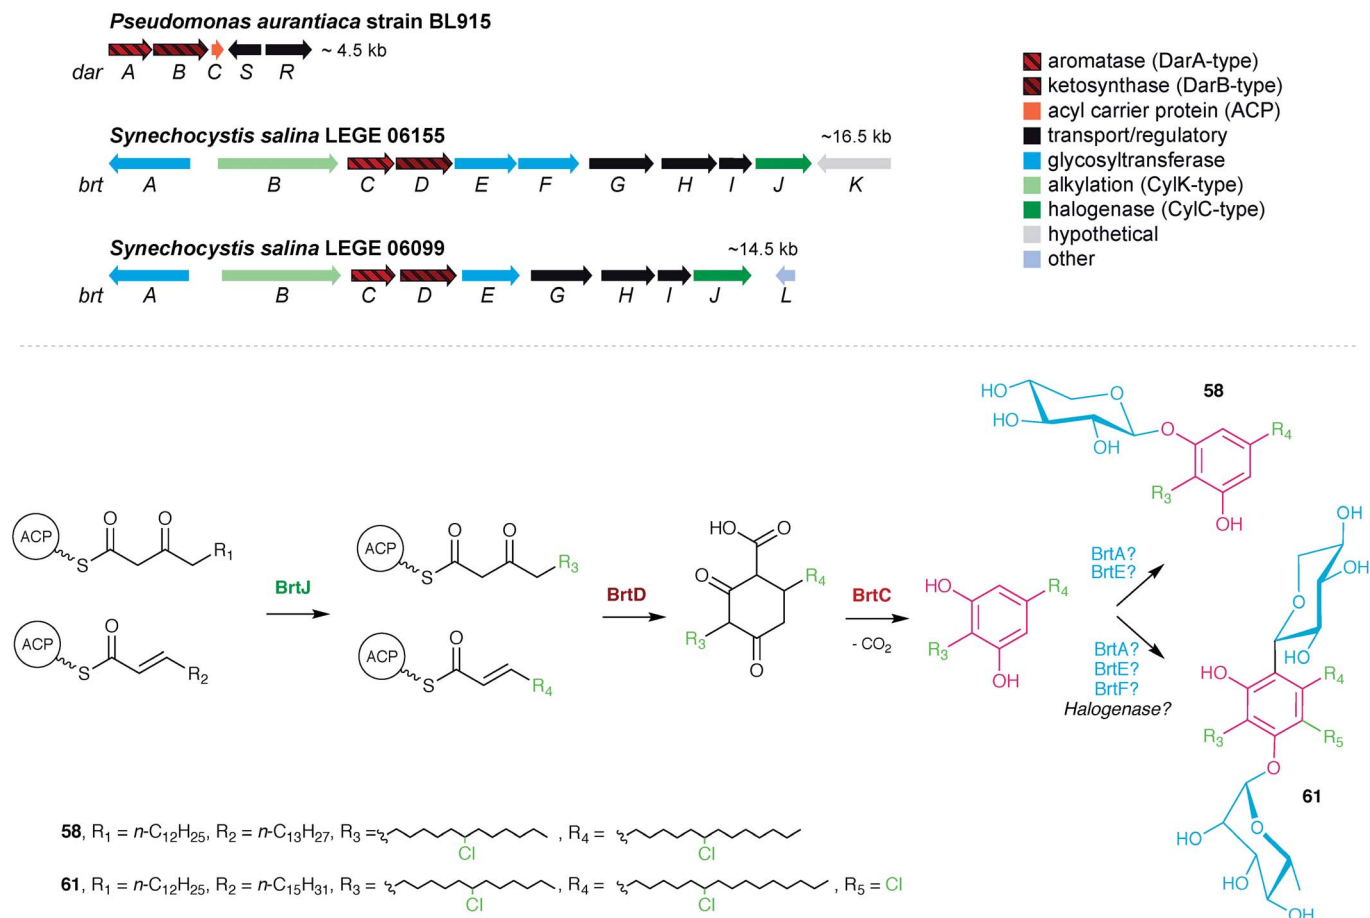 Pseudomonas aurantiaca strain BL915
~ 4.5 kb
dar A B C S R
Synechocystis salina LEGE 06155
~16.5 kb
brt A B C D E F G H I J K
Synechocystis salina LEGE 06099
~14.5 kb
brt A B C D E G H I J L
aromatase (DarA-type)
ketosynthase (DarB-type)
acyl carrier protein (ACP)
transport/regulatory
glycosyltransferase
alkylation (CylK-type)
halogenase (CylC-type)
hypothetical
other
ACP S O O R1
ACP S O R2
BrtJ
ACP S O O R3
ACP S O R4
BrtD
HO O
O R4
R3
O
BrtC
- CO2
HO R4
R3
OH
BrtA?
BrtE?
58
HO O
HO OH O R4
R3
OH
BrtA?
BrtE?
BrtF?
Halogenase?
OH
OH
O
HO
HO R4
R3 R5
O
61
HO O
HO
OH
58, R1 = n-C12H25, R2 = n-C13H27, R3 = Cl , R4 = Cl
61, R1 = n-C12H25, R2 = n-C15H31, R3 = Cl , R4 = Cl , R5 = Cl